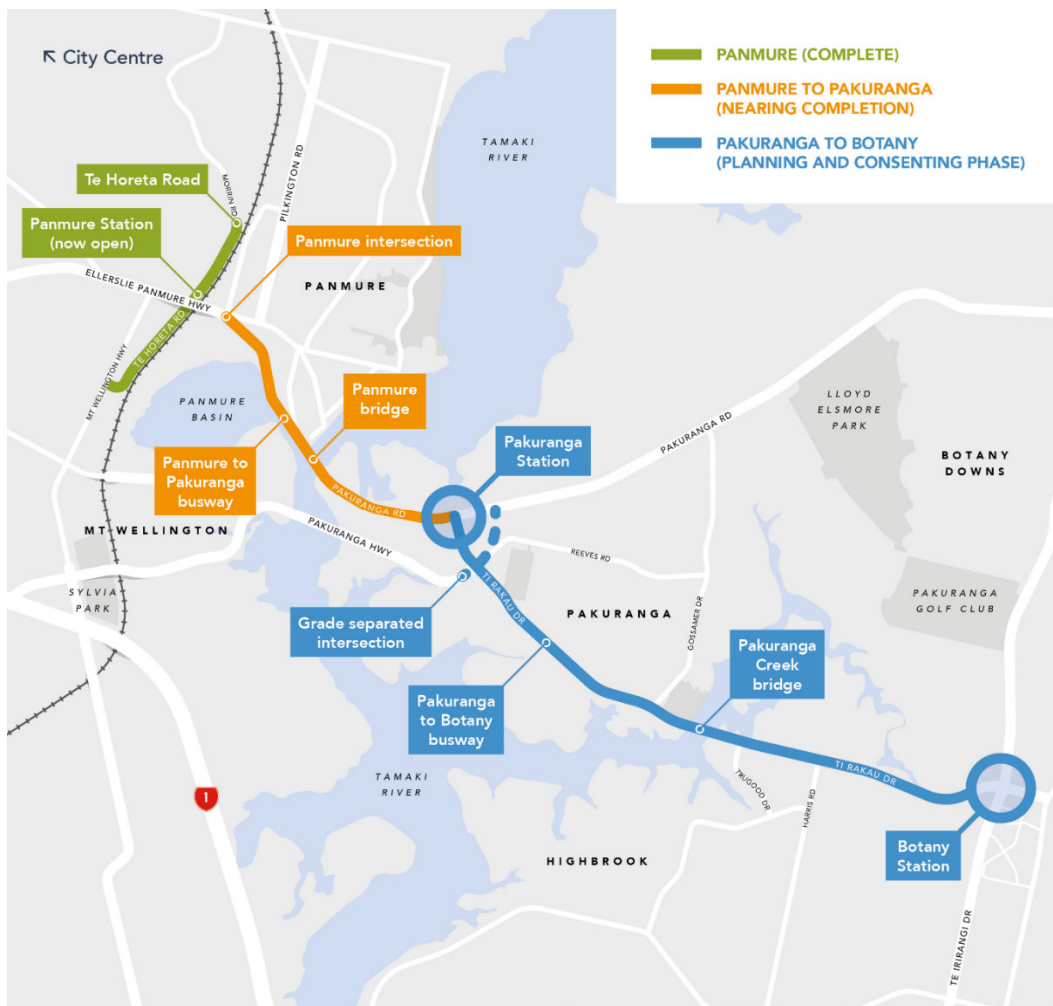 ↖ City Centre
PANMURE (COMPLETE)
PANMURE TO PAKURANGA
(NEARING COMPLETION)
PAKURANGA TO BOTANY
(PLANNING AND CONSENTING PHASE)
TAMAKI
RIVER
PILKINGTON RD
MORRIN RD
Te Horeta Road
Panmure Station
(now open)
Panmure intersection
ELLERSLIE PANMURE HWY
PANMURE
TE HORETA RD
MT WELLINGTON HWY
PANMURE
BASIN
Panmure
bridge
LLOYD
ELSMORE
PARK
Pakuranga
Station
PAKURANGA RD
BOTANY
DOWNS
Panmure to
Pakuranga
busway
PAKURANGA RD
MT WELLINGTON
PAKURANGA HWY
REEVES RD
SYLVIA
PARK
TI RAKAU DR
PAKURANGA
GOSSAMER DR
PAKURANGA
GOLF CLUB
Grade separated
intersection
Pakuranga
Creek
bridge
Pakuranga
to Botany
busway
TI RAKAU DR
TAMAKI
RIVER
TRUGOOD DR
HARRIS RD
1
HIGHBROOK
Botany
Station
TE IRIRANGI DR